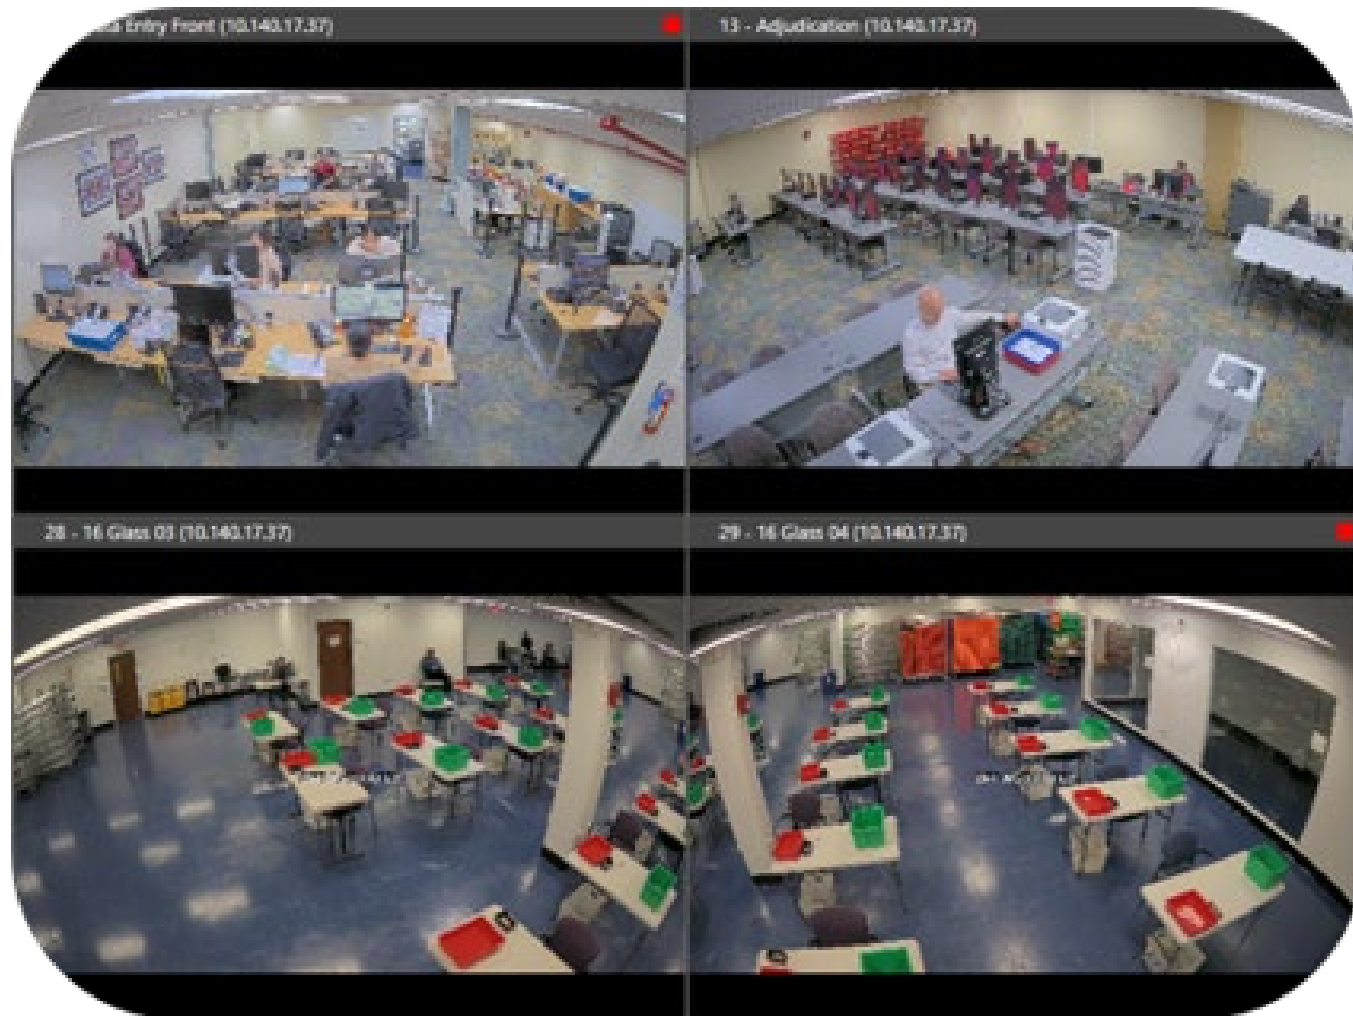 Entry Front (10.140.17.37)
13 - Adjudication (10.140.17.37)
28 - 16 Glass 03 (10.140.17.37)
29 - 16 Glass 04 (10.140.17.37)